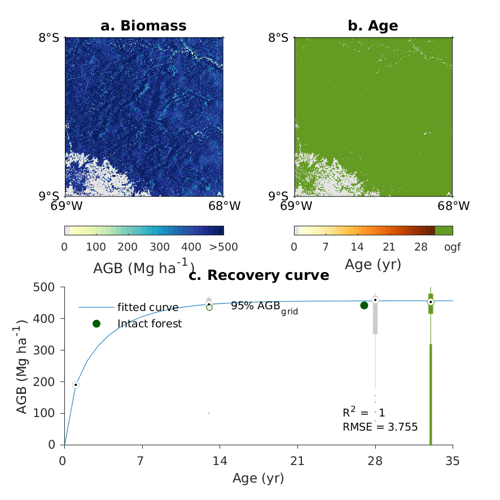 a. Biomass
b. Age
8°S
9°S
69°W
68°W
8°S
9°S
69°W
68°W
0 100 200 300 400 >500
AGB (Mg ha-1)
0 7 14 21 28 ogf
Age (yr)
c. Recovery curve
500
400
300
200
100
0
AGB (Mg ha-1)
fitted curve
95% AGBgrid
Intact forest
R2 = 1
RMSE = 3.755
0 7 14 21 28 35
Age (yr)